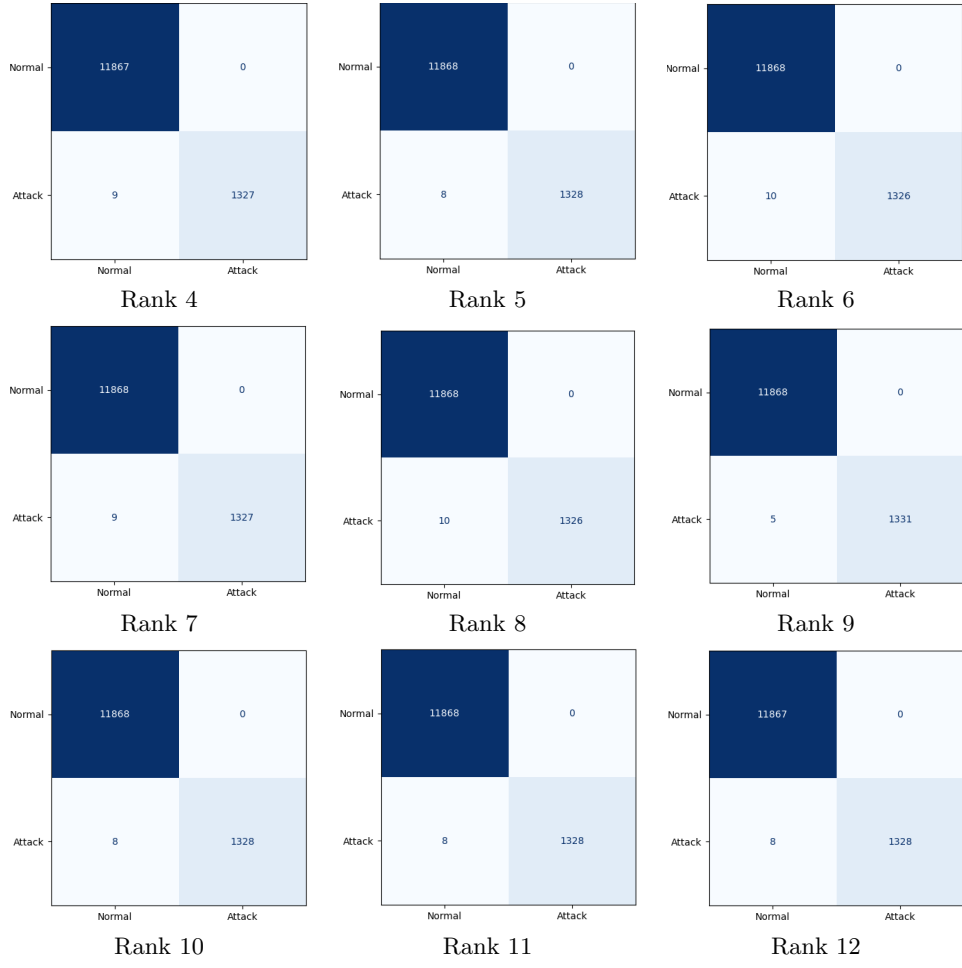 Normal 11867 0
Attack 9 1327
Normal Attack
Rank 4
Normal 11868 0
Attack 8 1328
Normal Attack
Rank 5
Normal 11868 0
Attack 10 1326
Normal Attack
Rank 6
Normal 11868 0
Attack 9 1327
Normal Attack
Rank 7
Normal 11868 0
Attack 10 1326
Normal Attack
Rank 8
Normal 11868 0
Attack 5 1331
Normal Attack
Rank 9
Normal 11868 0
Attack 8 1328
Normal Attack
Rank 10
Normal 11868 0
Attack 8 1328
Normal Attack
Rank 11
Normal 11867 0
Attack 8 1328
Normal Attack
Rank 12